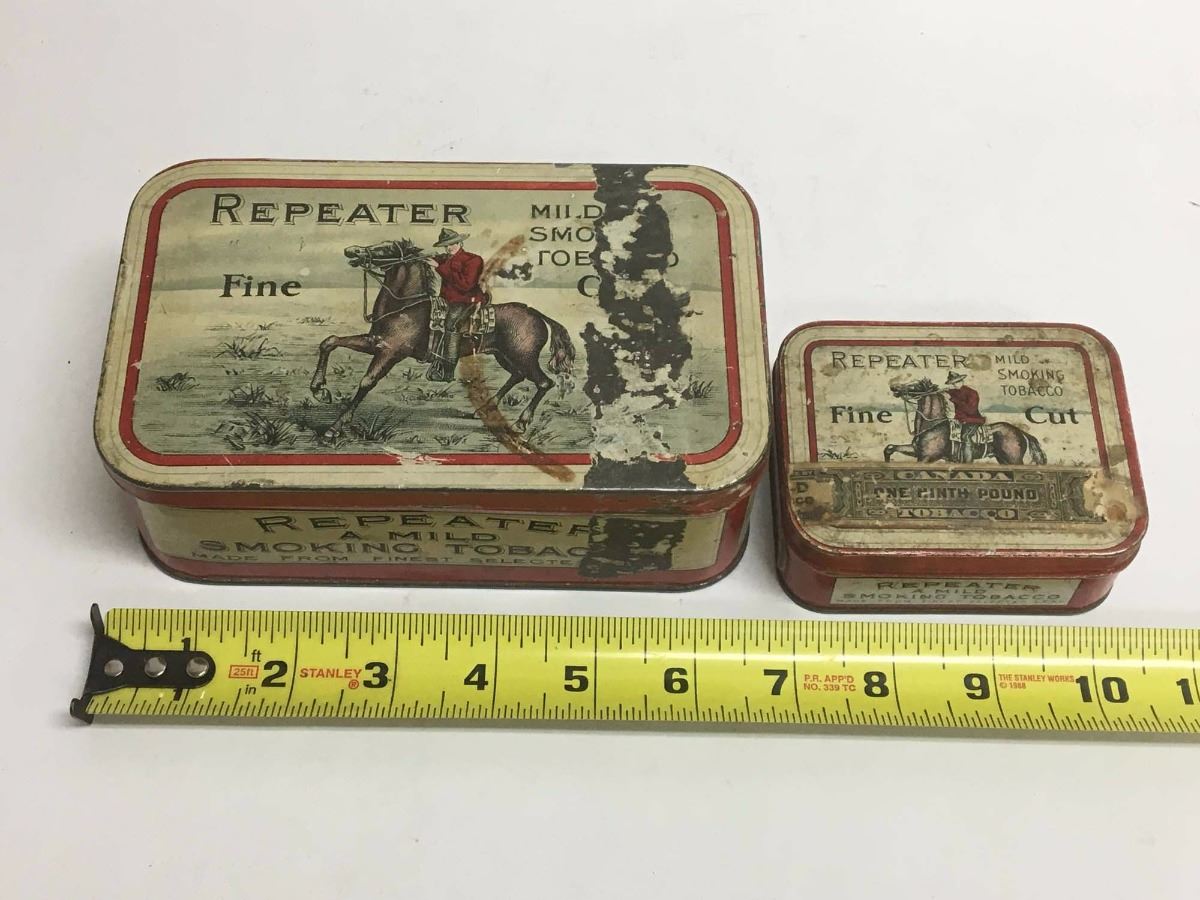 REPEATER
MILD
SMO
TOB
Fine
REPEATER
A MILD
SMOKING TOBAC
MADE FROM FINEST SELECTE
REPEATER
MILD
SMOKING
TOBACCO
Fine Cut
CANADA
ONE NINTH POUND
TOBACCO
REPEATER
A MILD
SMOKING TOBACCO
1 25ft ft in 2 STANLEY® 3 4 5 6 7 P.R. APP'D NO. 339 TC 8 9 THE STANLEY WORKS © 1988 10 1